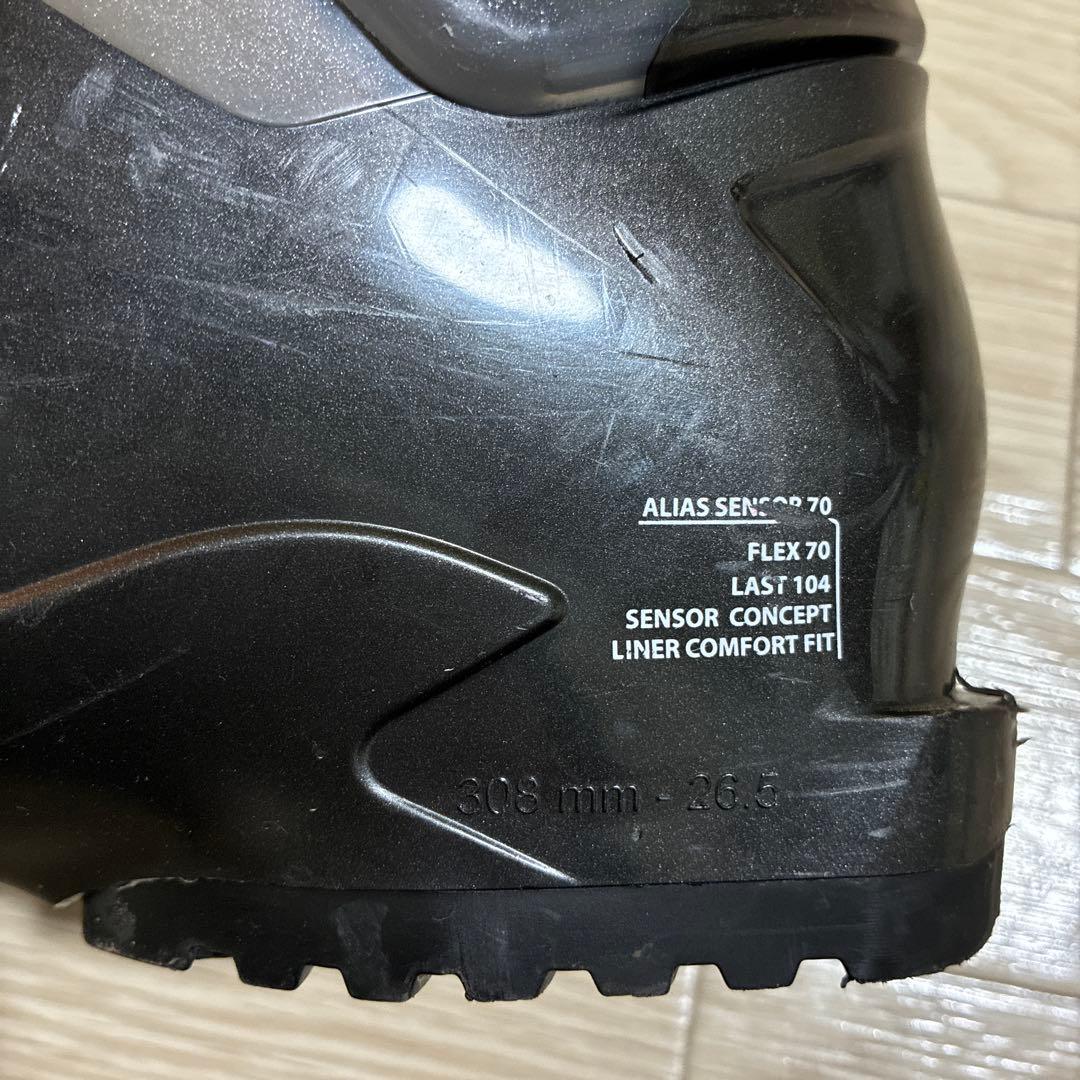 ALIAS SENSOR 70
FLEX 70
LAST 104
SENSOR CONCEPT
LINER COMFORT FIT
308 mm - 26.5